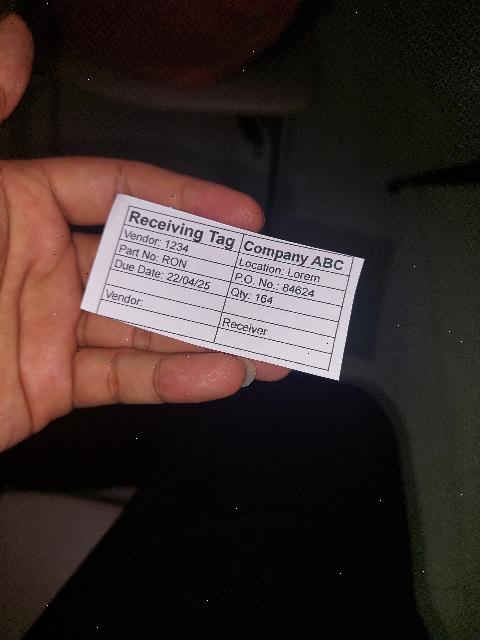 Receiving Tag Company ABC
Vendor: 1234 Location: Lorem
Part No: RON P.O. No.: 84624
Due Date: 22/04/25 Qty: 164
Vendor: Receiver